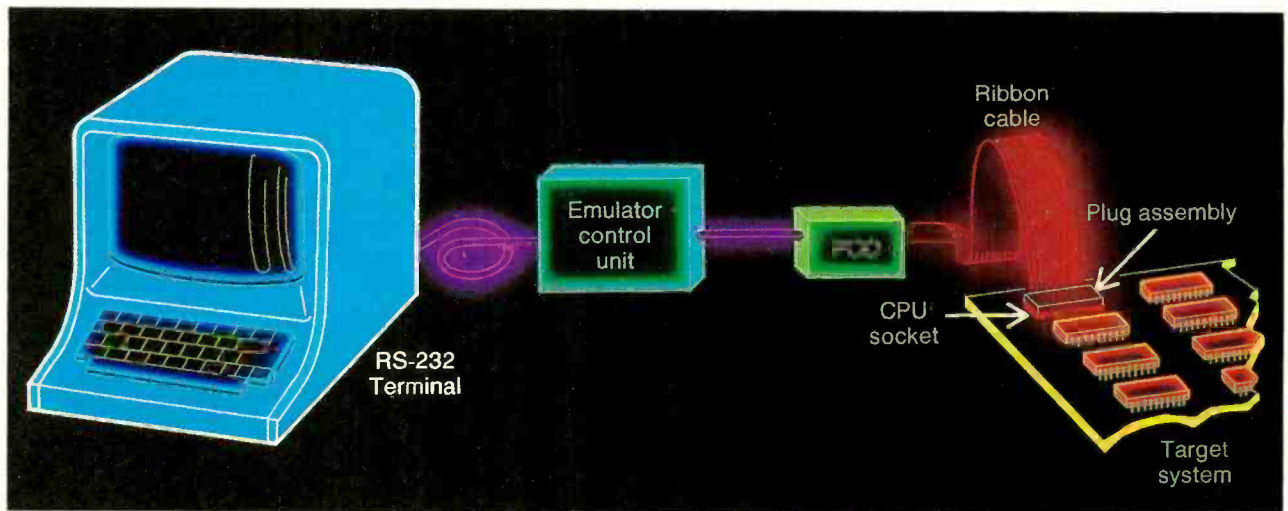 RS-232
Terminal
Emulator
control
unit
Ribbon
cable
Plug assembly
CPU
socket
Target
system